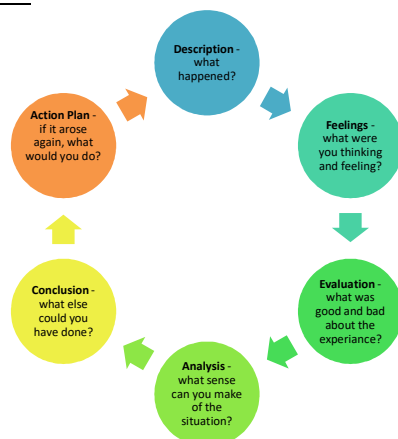 Description -
what
happened?
Feelings -
what were
you thinking
and feeling?
Evaluation -
what was
good and bad
about the
experiance?
Analysis -
what sense
can you make
of the
situation?
Conclusion -
what else
could you
have done?
Action Plan -
if it arose
again, what
would you do?